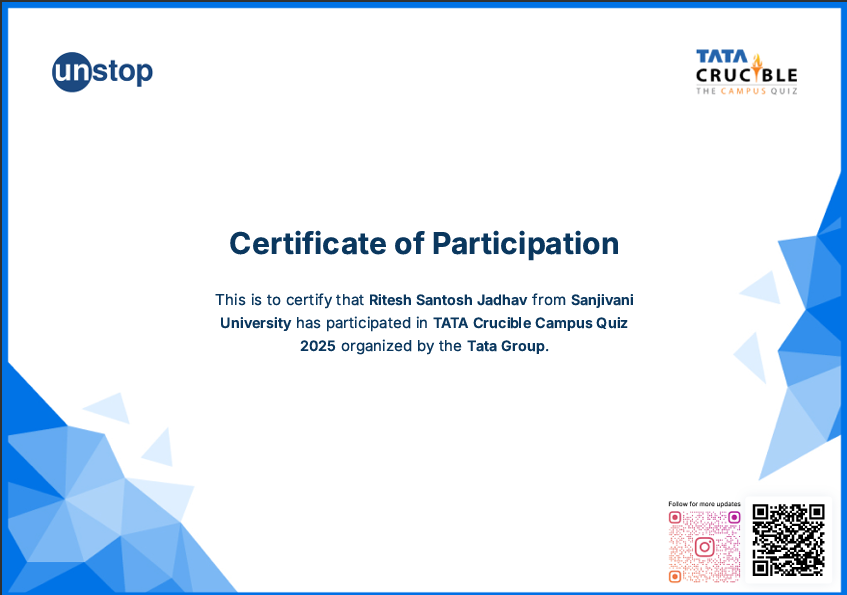 unstop
TATA
CRUCIBLE
THE CAMPUS QUIZ
Certificate of Participation
This is to certify that Ritesh Santosh Jadhav from Sanjivani
University has participated in TATA Crucible Campus Quiz
2025 organized by the Tata Group.
Follow for more updates